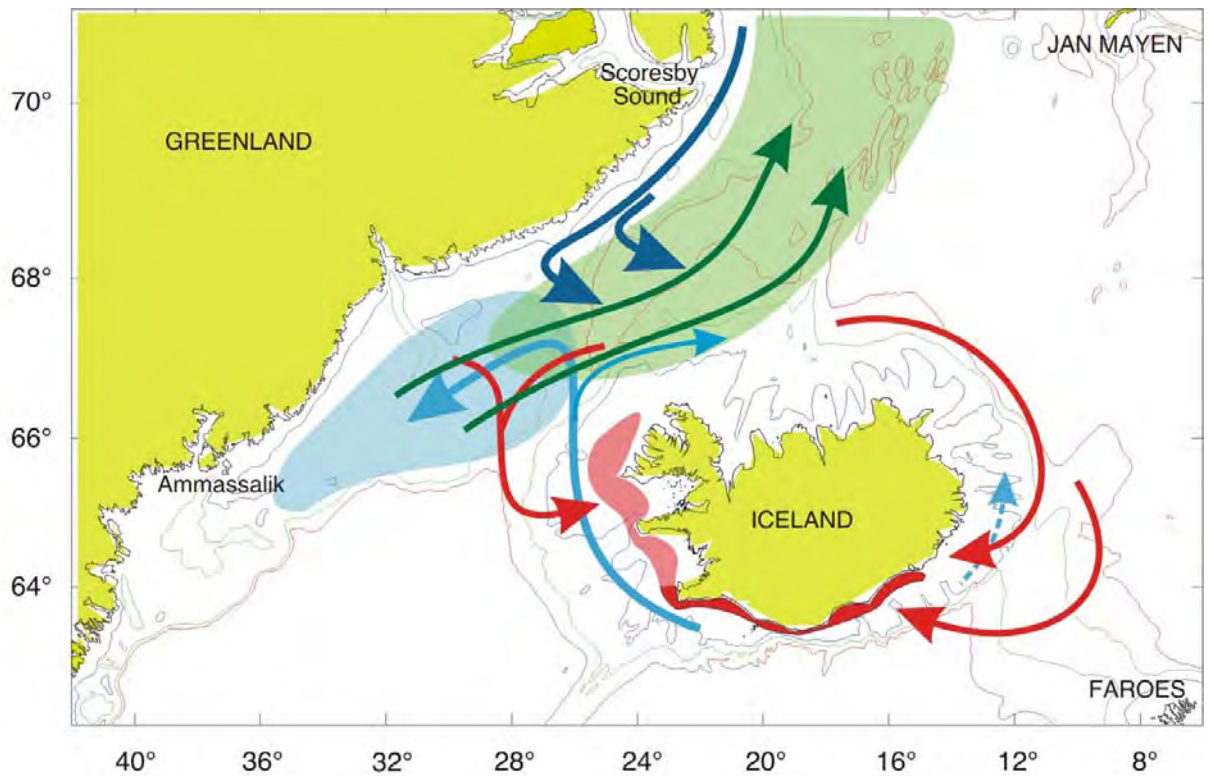 JAN MAYEN
Scoresby
Sound
70°
GREENLAND
68°
66°
Ammassalik
ICELAND
64°
FAROES
40°
36°
32°
28°
24°
20°
16°
12°
8°